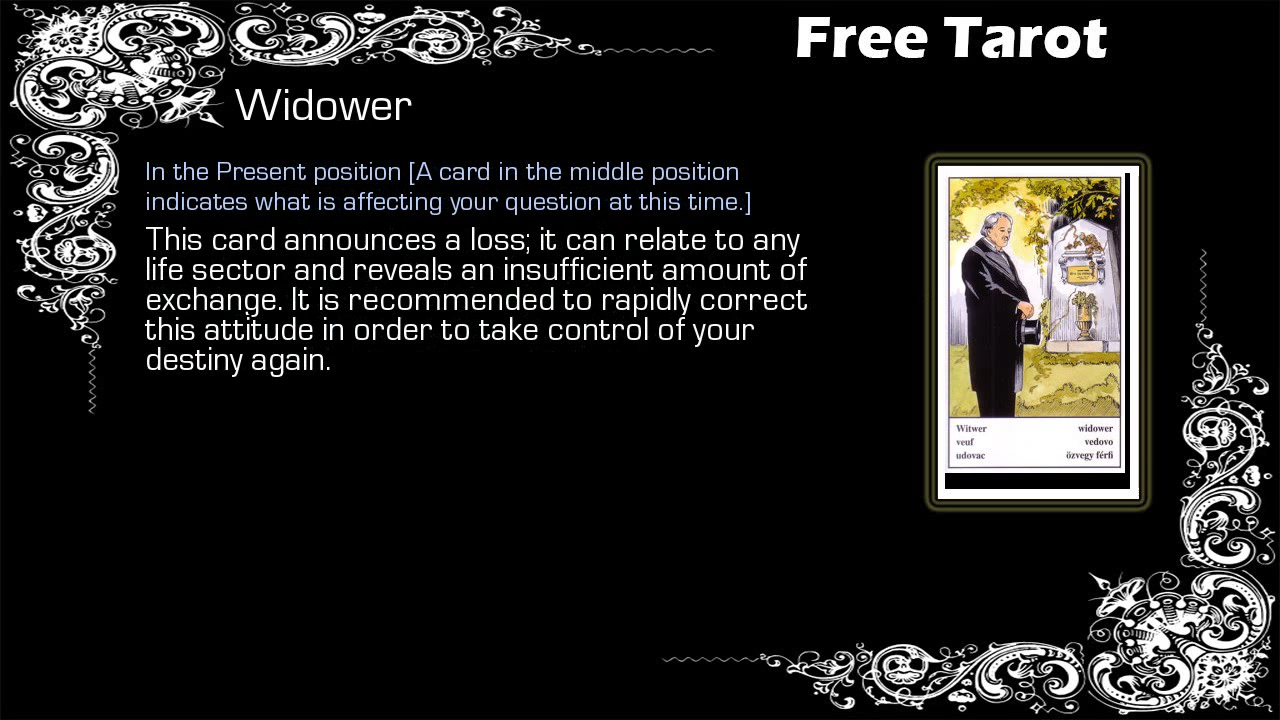 Free Tarot
Widower
In the Present position [A card in the middle position
indicates what is affecting your question at this time.]
This card announces a loss; it can relate to any
life sector and reveals an insufficient amount of
exchange. It is recommended to rapidly correct
this attitude in order to take control of your
destiny again.
Witwer widower
veuf vedovo
udovac özvegy férfi